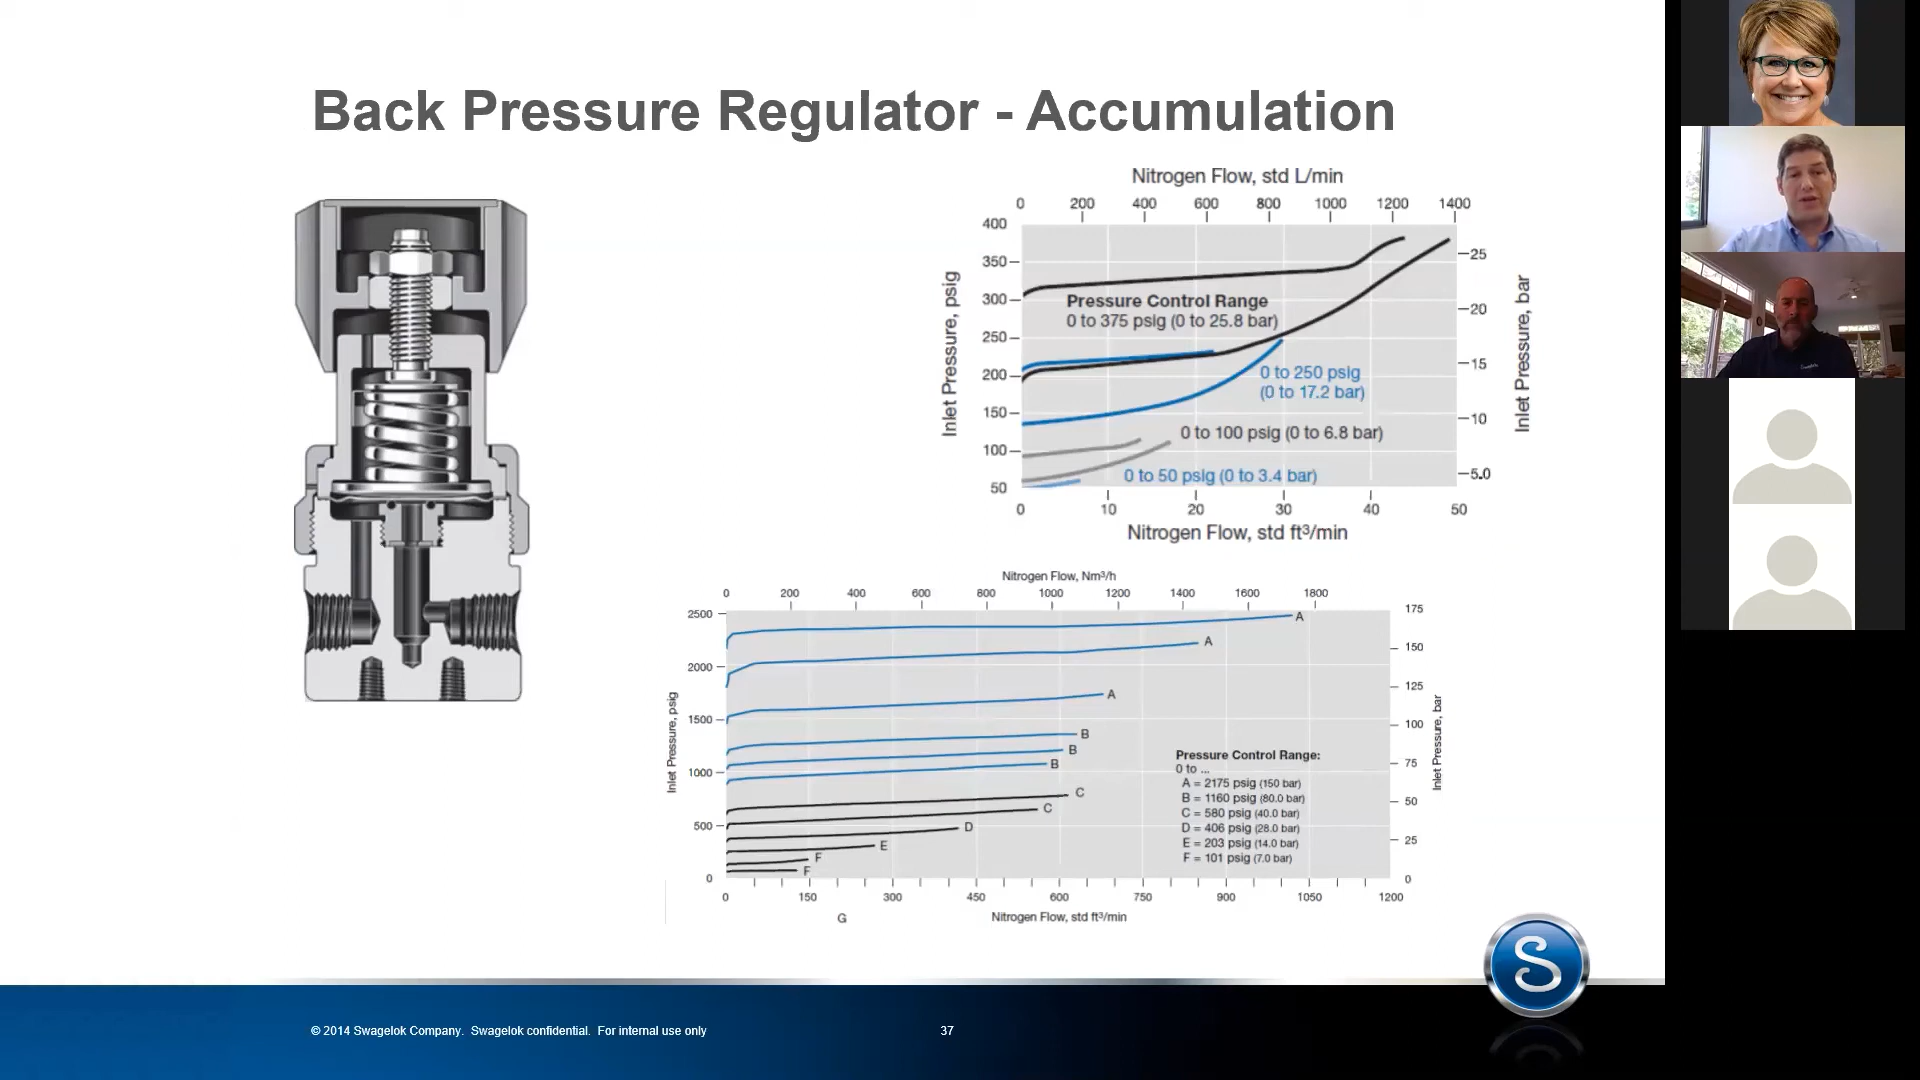 Back Pressure Regulator - Accumulation
Nitrogen Flow, std L/min
0 200 400 600 800 1000 1200 1400
400
350
300
250
200
150
100
50
Inlet Pressure, psig
Pressure Control Range
0 to 375 psig (0 to 25.8 bar)
0 to 250 psig
(0 to 17.2 bar)
0 to 100 psig (0 to 6.8 bar)
0 to 50 psig (0 to 3.4 bar)
25
20
15
10
5.0
Inlet Pressure, bar
0 10 20 30 40 50
Nitrogen Flow, std ft³/min
Nitrogen Flow, Nm³/h
0 200 400 600 800 1000 1200 1400 1600 1800
2500
2000
1500
1000
500
0
Inlet Pressure, psig
A
A
A
B
B
B
C
C
D
E
F
F
Pressure Control Range:
0 to ...
A = 2175 psig (150 bar)
B = 1160 psig (80.0 bar)
C = 580 psig (40.0 bar)
D = 406 psig (28.0 bar)
E = 203 psig (14.0 bar)
F = 101 psig (7.0 bar)
175
150
125
100
75
50
25
0
Inlet Pressure, bar
0 150 300 450 600 750 900 1050 1200
G
Nitrogen Flow, std ft³/min
S
© 2014 Swagelok Company. Swagelok confidential. For internal use only
37